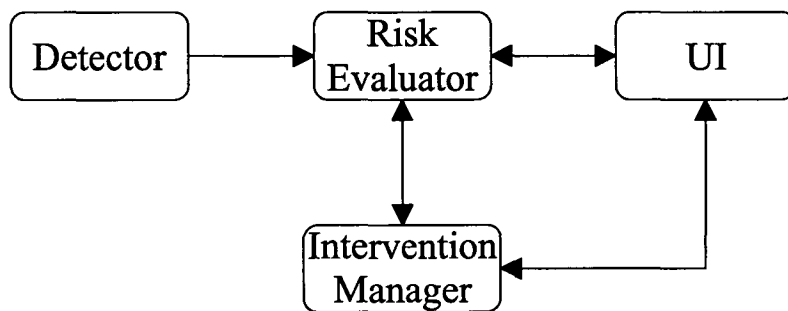 Detector
Risk
Evaluator
UI
Intervention
Manager